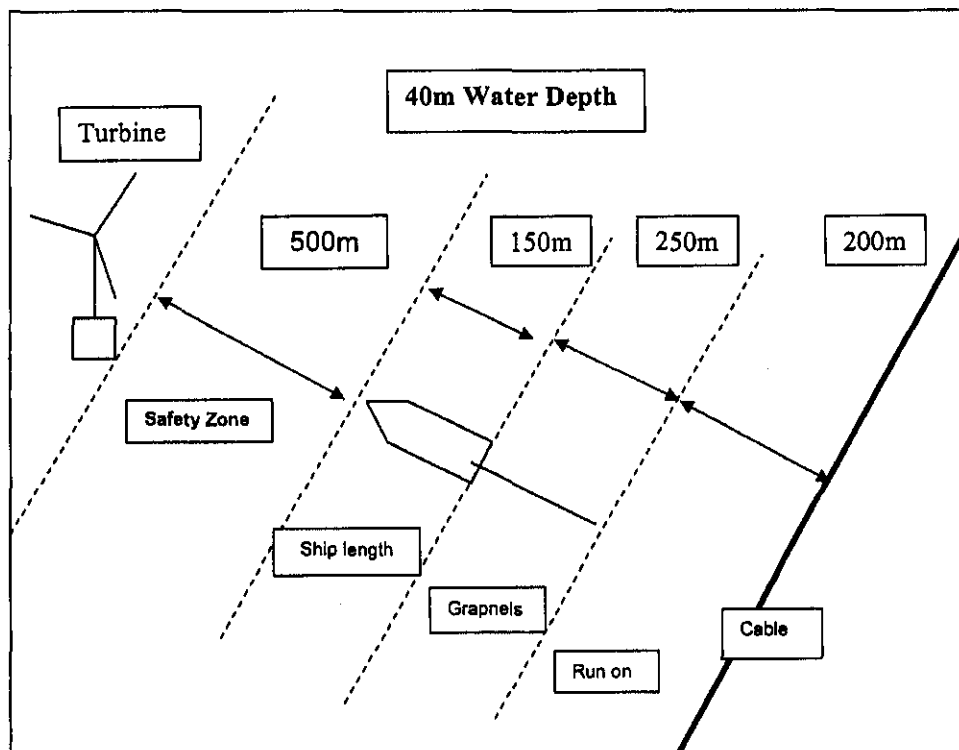 40m Water Depth
Turbine
500m
150m
250m
200m
Safety Zone
Ship length
Grapnels
Cable
Run on